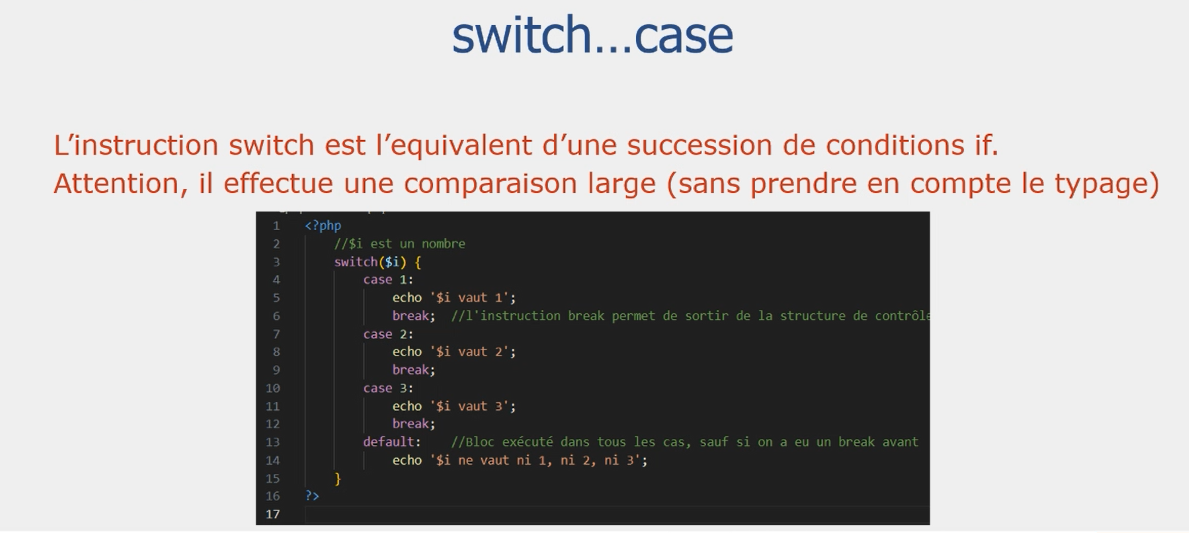 switch...case
L’instruction switch est l’equivalent d’une succession de conditions if.
Attention, il effectue une comparaison large (sans prendre en compte le typage)
1 <?php
2 //$i est un nombre
3 switch($i) {
4 case 1:
5 echo '$i vaut 1';
6 break; //l'instruction break permet de sortir de la structure de contrôle
7 case 2:
8 echo '$i vaut 2';
9 break;
10 case 3:
11 echo '$i vaut 3';
12 break;
13 default: //Bloc exécuté dans tous les cas, sauf si on a eu un break avant
14 echo '$i ne vaut ni 1, ni 2, ni 3';
15 }
16 ?>
17